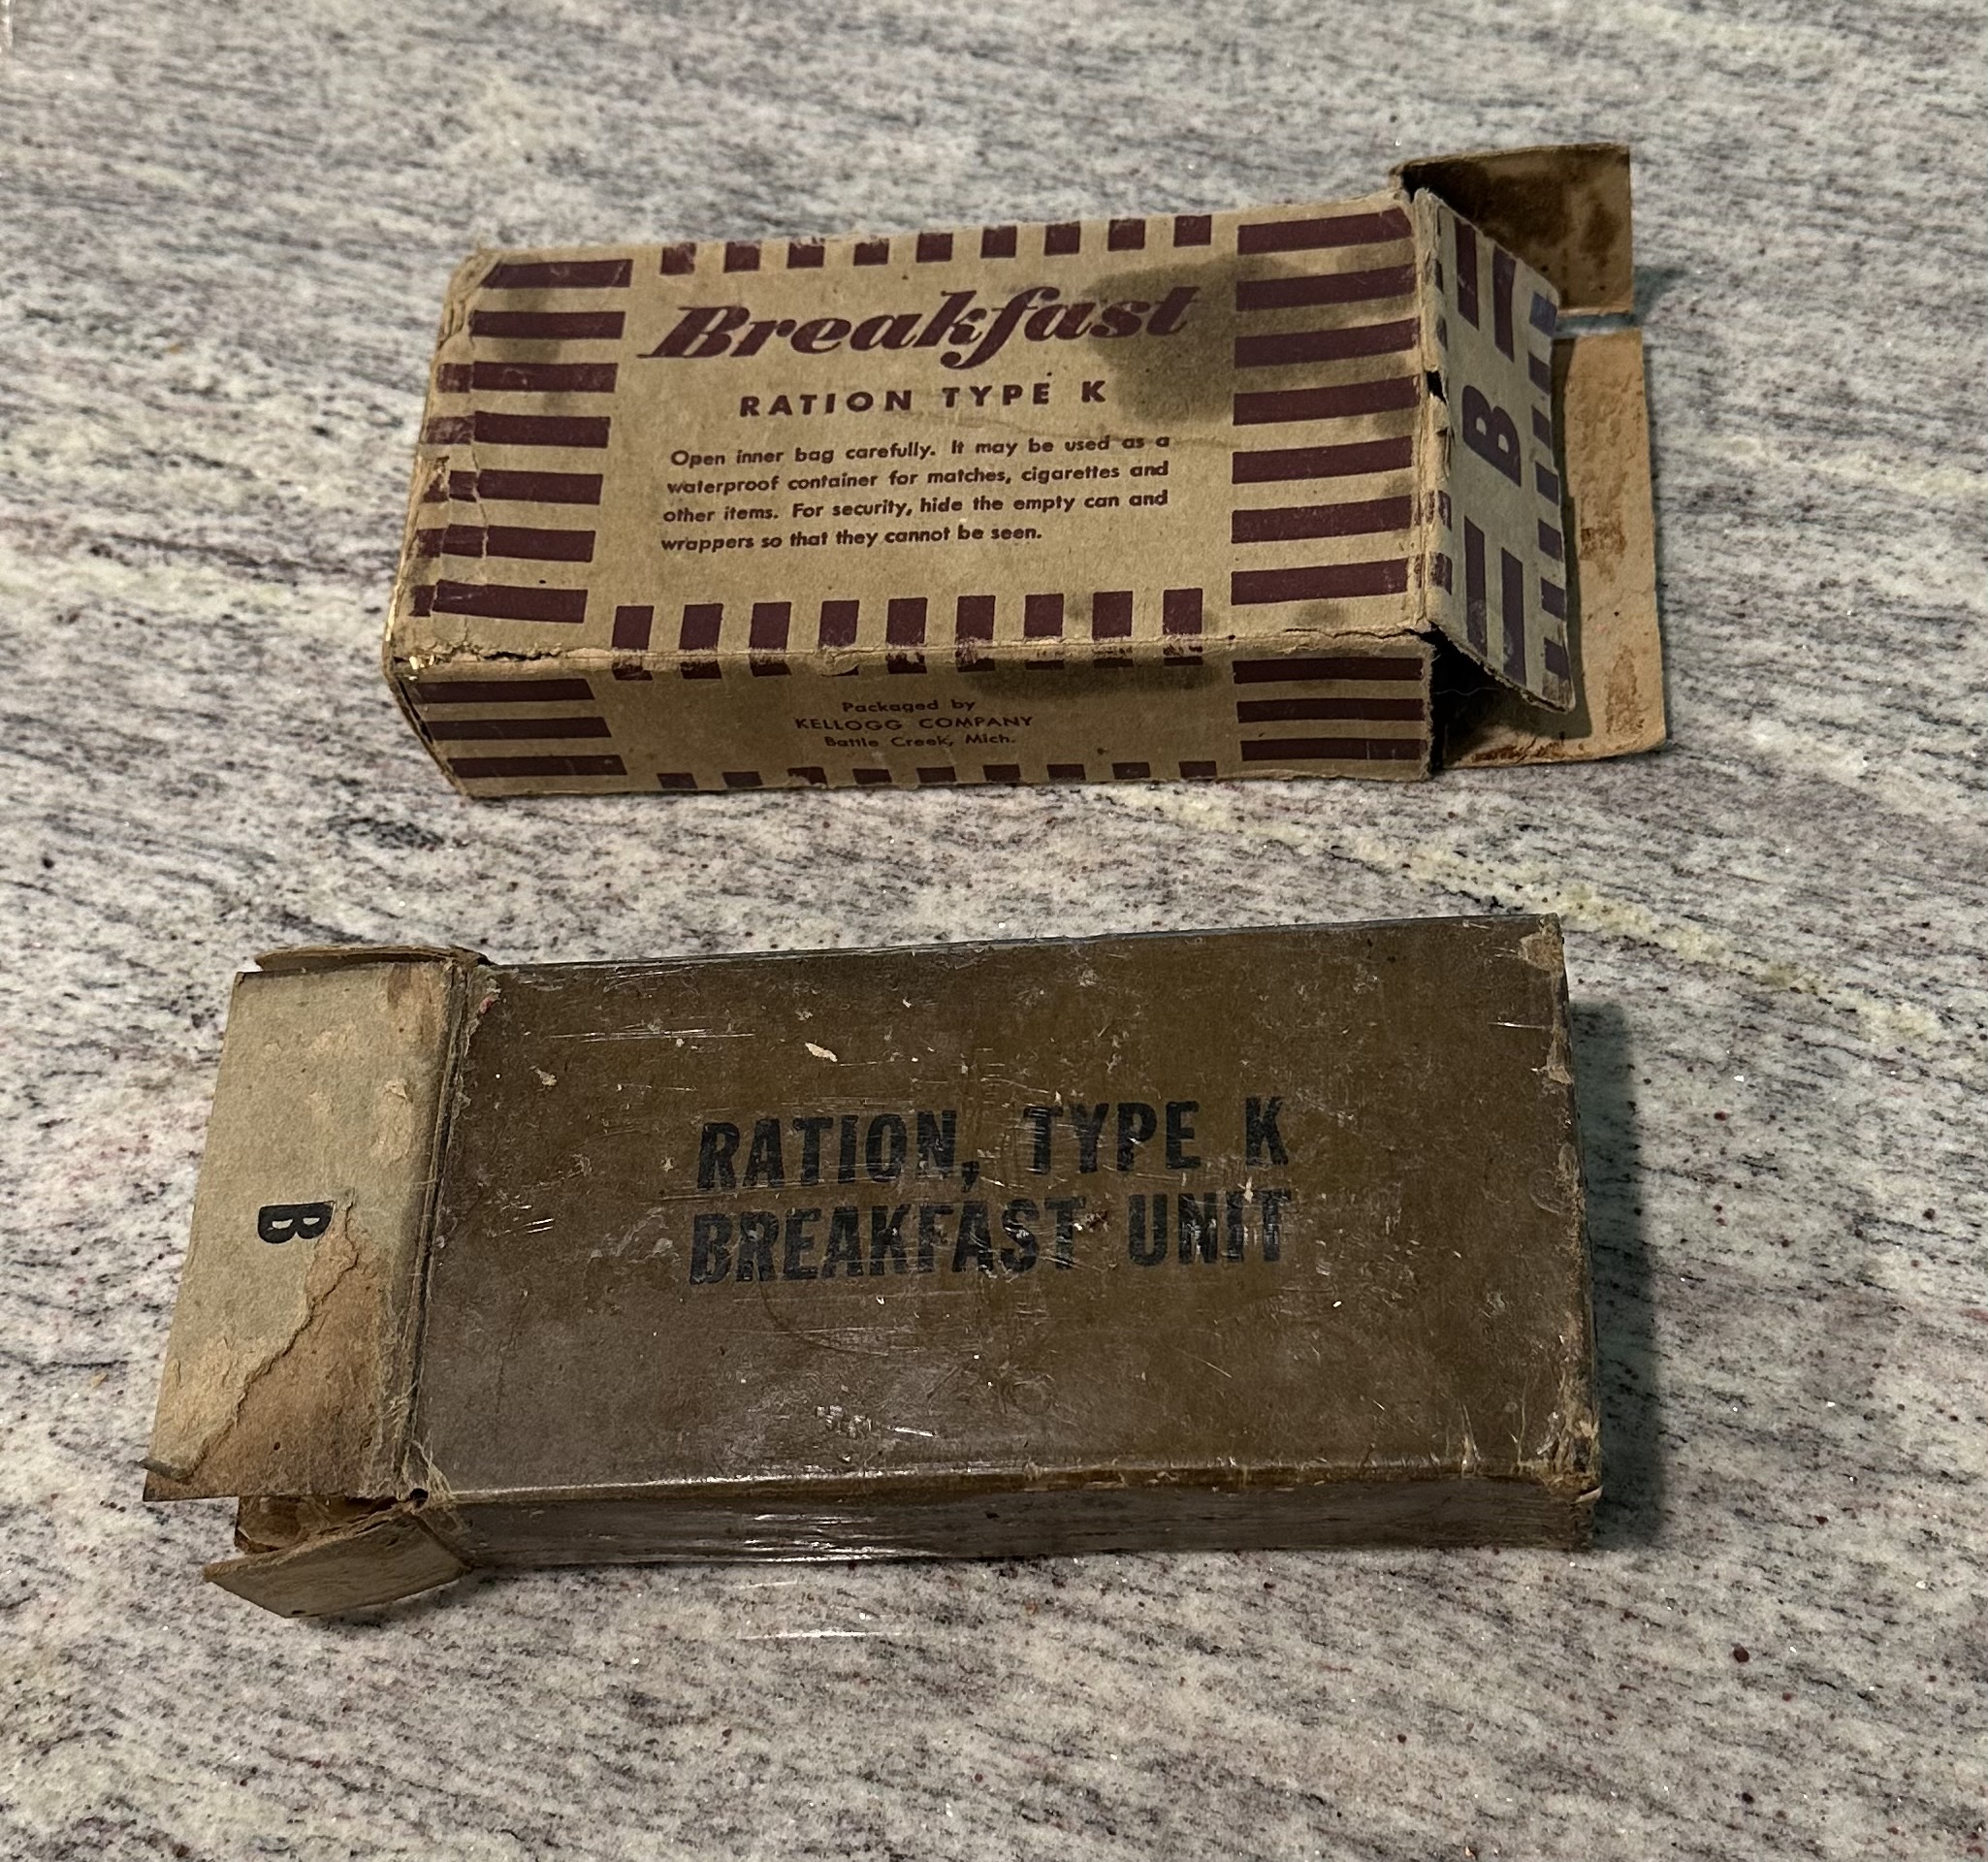 Breakfast
RATION TYPE K
Open inner bag carefully. It may be used as a
waterproof container for matches, cigarettes and
other items. For security, hide the empty can and
wrappers so that they cannot be seen.
B
Packaged by
KELLOGG COMPANY
Battle Creek, Mich.
RATION, TYPE K
BREAKFAST UNIT
B